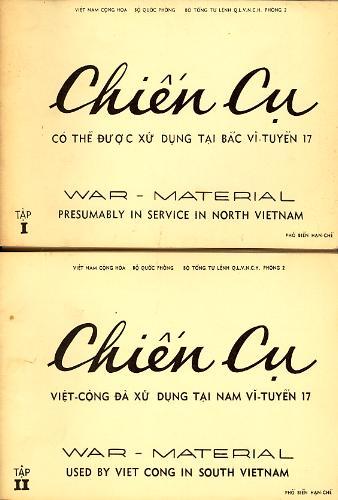 VIỆT NAM CỘNG HÒA BỘ QUỐC PHÒNG BỘ TỔNG TƯ LỆNH Q.L.V.N.C.H. PHÒNG 2
Chiến Cụ
CÓ THỂ ĐƯỢC XỬ DỤNG TẠI BẮC VĨ-TUYẾN 17
WAR - MATERIAL
PRESUMABLY IN SERVICE IN NORTH VIETNAM
TẬP
I
PHỔ BIẾN HẠN-CHẾ
VIỆT NAM CỘNG HÒA BỘ QUỐC PHÒNG BỘ TỔNG TƯ LỆNH Q.L.V.N.C.H. PHÒNG 2
Chiến Cụ
VIỆT-CỘNG ĐÃ XỬ DỤNG TẠI NAM VĨ-TUYẾN 17
WAR - MATERIAL
USED BY VIET CONG IN SOUTH VIETNAM
TẬP
II
PHỔ BIẾN HẠN-CHẾ